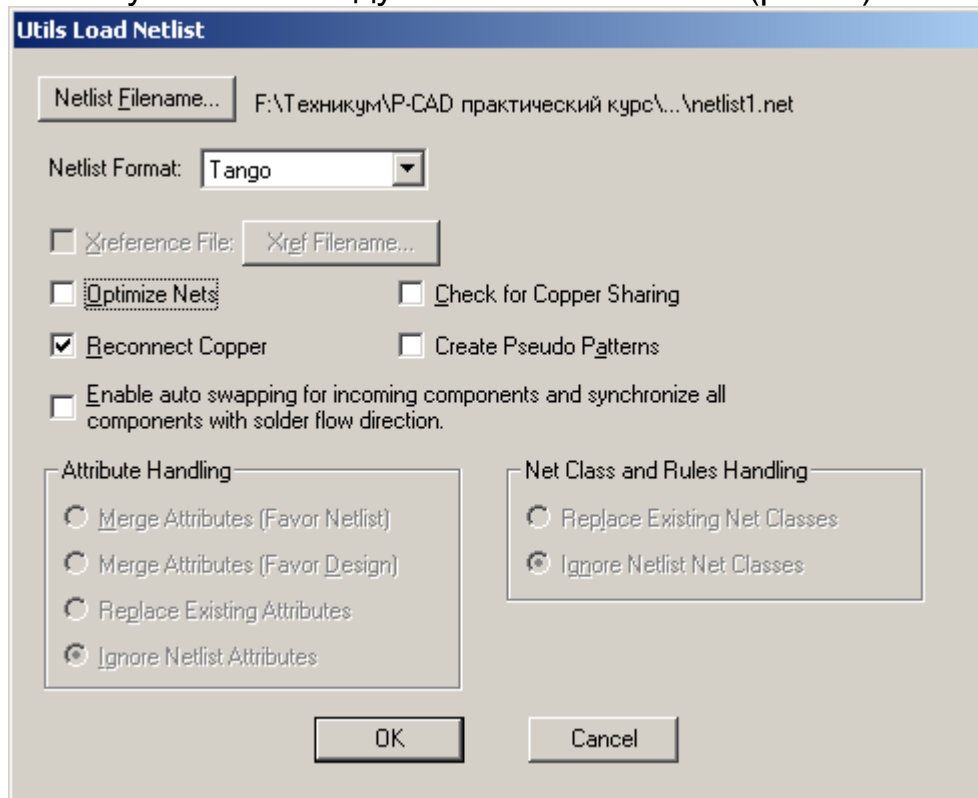 Utils Load Netlist
Netlist Filename... F:\Техникум\P-CAD практический курс\...\netlist1.net
Netlist Format: Tango
Xreference File: Xref Filename...
Optimize Nets Check for Copper Sharing
Reconnect Copper Create Pseudo Patterns
Enable auto swapping for incoming components and synchronize all
components with solder flow direction.
Attribute Handling Net Class and Rules Handling
Merge Attributes (Favor Netlist) Replace Existing Net Classes
Merge Attributes (Favor Design) Ignore Netlist Net Classes
Replace Existing Attributes
Ignore Netlist Attributes
OK Cancel